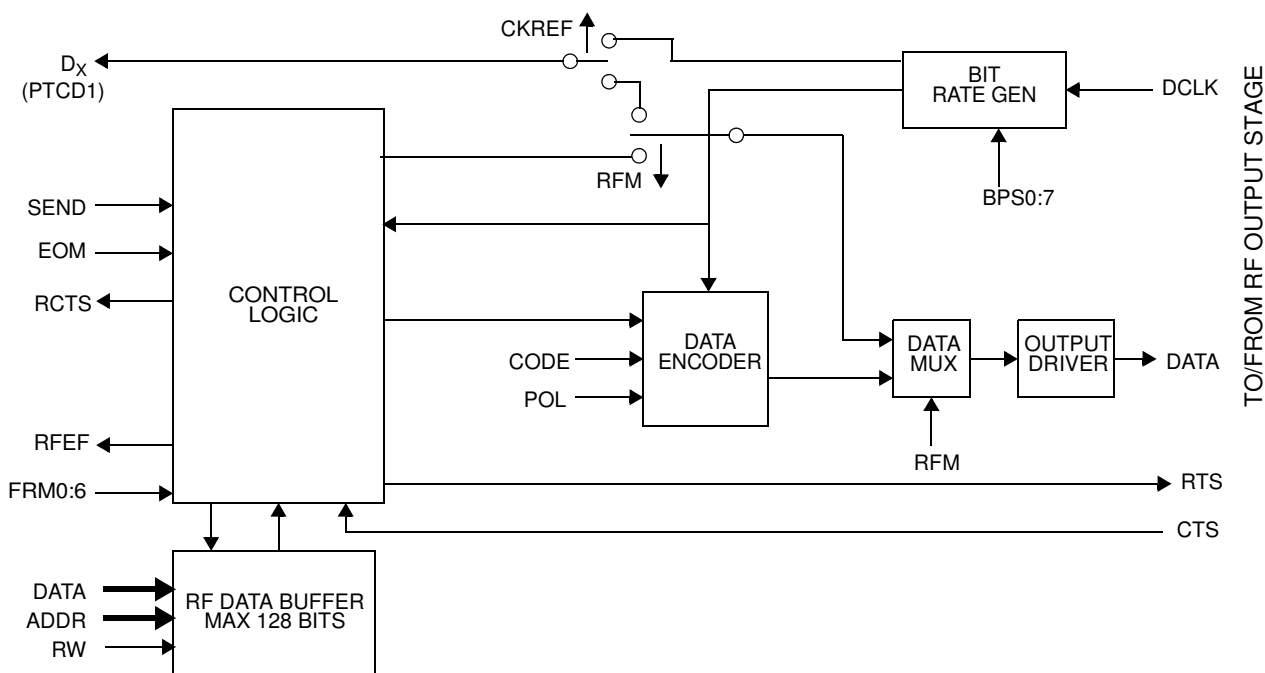 CKREF
DX
(PTCD1)
BIT
RATE GEN
DCLK
BPS0:7
RFM
SEND
EOM
RCTS
CONTROL
LOGIC
CODE
POL
DATA
ENCODER
DATA
MUX
OUTPUT
DRIVER
DATA
RFM
RFEF
FRM0:6
RTS
CTS
DATA
ADDR
RW
RF DATA BUFFER
MAX 128 BITS
TO/FROM RF OUTPUT STAGE